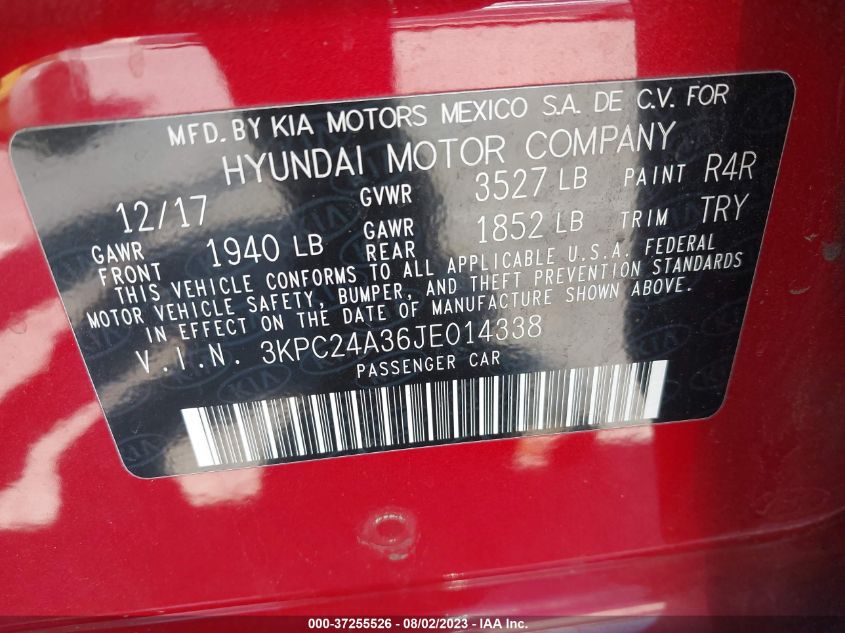 MFD. BY KIA MOTORS MEXICO S.A. DE C.V. FOR
HYUNDAI MOTOR COMPANY
12/17 GVWR 3527 LB PAINT R4R
GAWR FRONT 1940 LB GAWR REAR 1852 LB TRIM TRY
THIS VEHICLE CONFORMS TO ALL APPLICABLE U.S.A. FEDERAL
MOTOR VEHICLE SAFETY, BUMPER, AND THEFT PREVENTION STANDARDS
IN EFFECT ON THE DATE OF MANUFACTURE SHOWN ABOVE.
V.I.N. 3KPC24A36JE014338
PASSENGER CAR
000-37255526 - 08/02/2023 - IAA Inc.